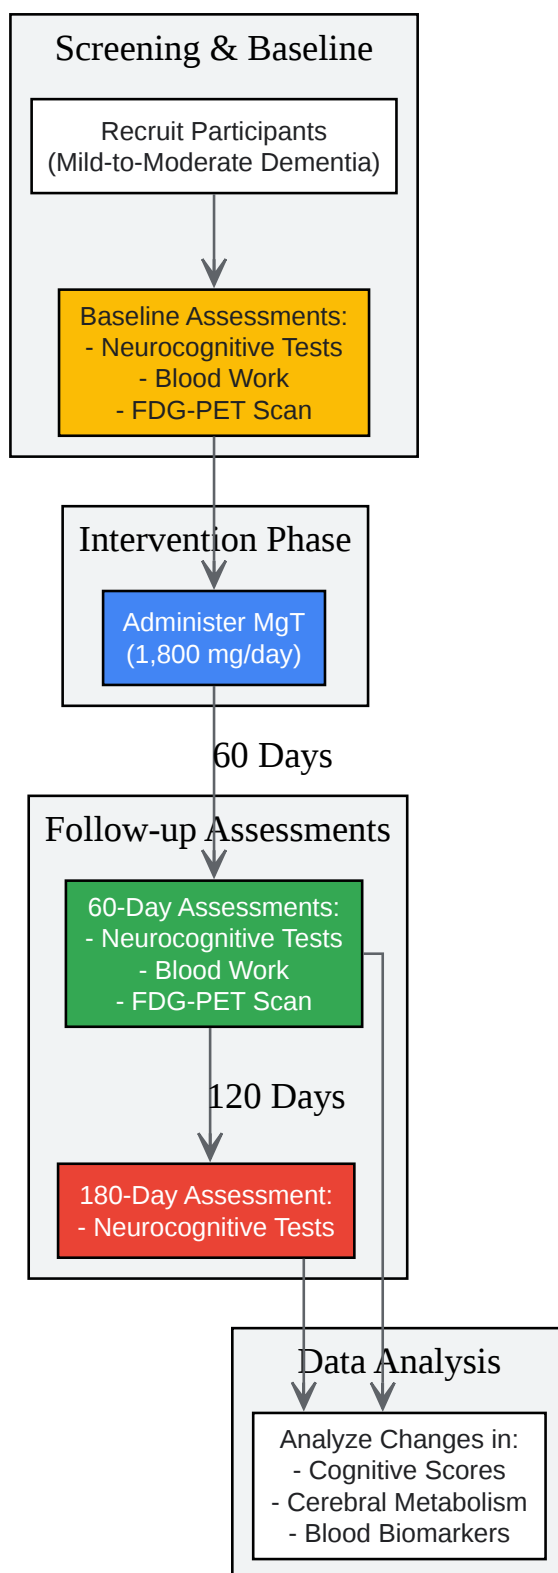 Screening & Baseline
Recruit Participants
(Mild-to-Moderate Dementia)
Baseline Assessments:
- Neurocognitive Tests
- Blood Work
- FDG-PET Scan
Intervention Phase
Administer MgT
(1,800 mg/day)
60 Days
Follow-up Assessments
60-Day Assessments:
- Neurocognitive Tests
- Blood Work
- FDG-PET Scan
120 Days
180-Day Assessment:
- Neurocognitive Tests
Data Analysis
Analyze Changes in:
- Cognitive Scores
- Cerebral Metabolism
- Blood Biomarkers